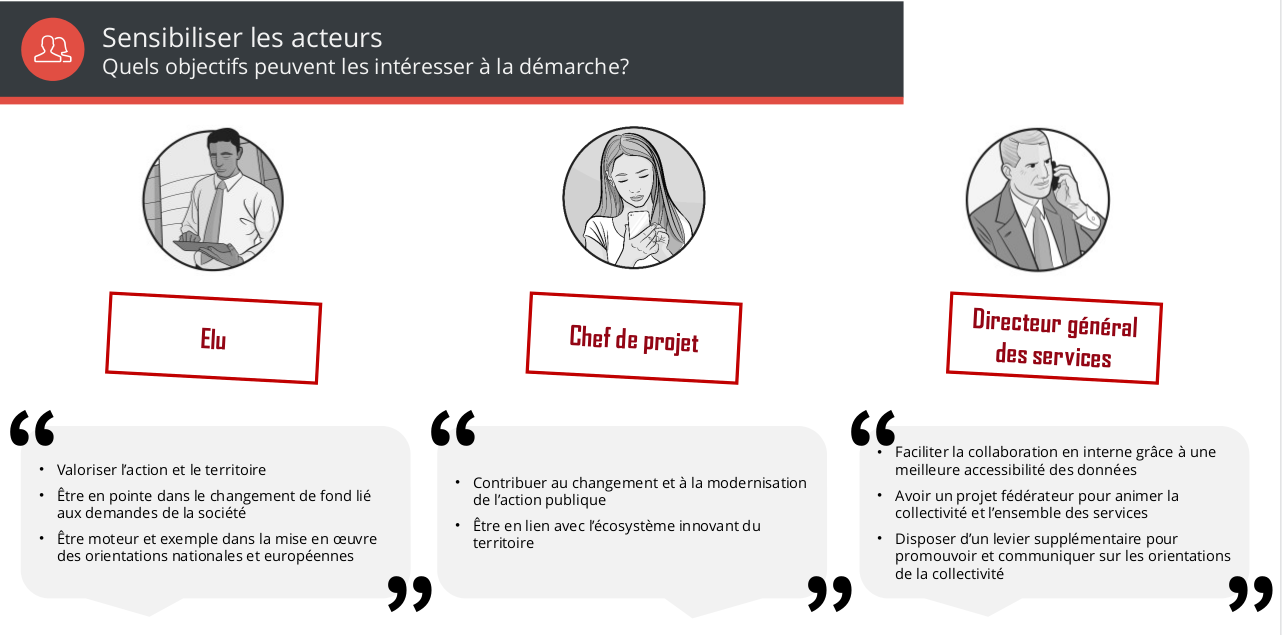 Sensibiliser les acteurs
Quels objectifs peuvent les intéresser à la démarche?
Elu
Chef de projet
Directeur général
des services
“
• Valoriser l’action et le territoire
• Être en pointe dans le changement de fond lié
aux demandes de la société
• Être moteur et exemple dans la mise en œuvre
des orientations nationales et européennes
”
“
• Contribuer au changement et à la modernisation
de l’action publique
• Être en lien avec l’écosystème innovant du
territoire
”
“
• Faciliter la collaboration en interne grâce à une
meilleure accessibilité des données
• Avoir un projet fédérateur pour animer la
collectivité et l’ensemble des services
• Disposer d’un levier supplémentaire pour
promouvoir et communiquer sur les orientations
de la collectivité
”